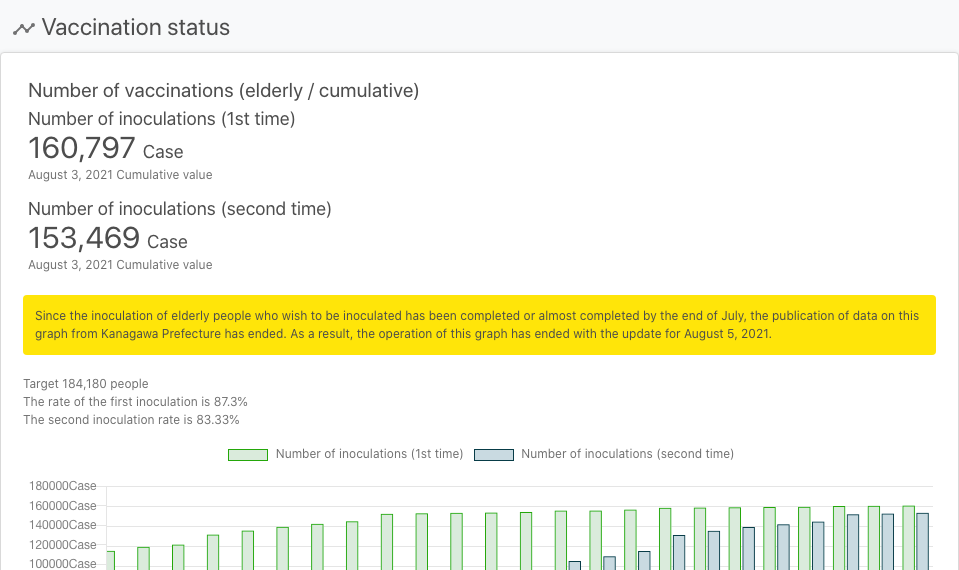 Vaccination status
Number of vaccinations (elderly / cumulative)
Number of inoculations (1st time)
160,797 Case
August 3, 2021 Cumulative value
Number of inoculations (second time)
153,469 Case
August 3, 2021 Cumulative value
Since the inoculation of elderly people who wish to be inoculated has been completed or almost completed by the end of July, the publication of data on this
graph from Kanagawa Prefecture has ended. As a result, the operation of this graph has ended with the update for August 5, 2021.
Target 184,180 people
The rate of the first inoculation is 87.3%
The second inoculation rate is 83.33%
Number of inoculations (1st time) Number of inoculations (second time)
180000Case
160000Case
140000Case
120000Case
100000Case